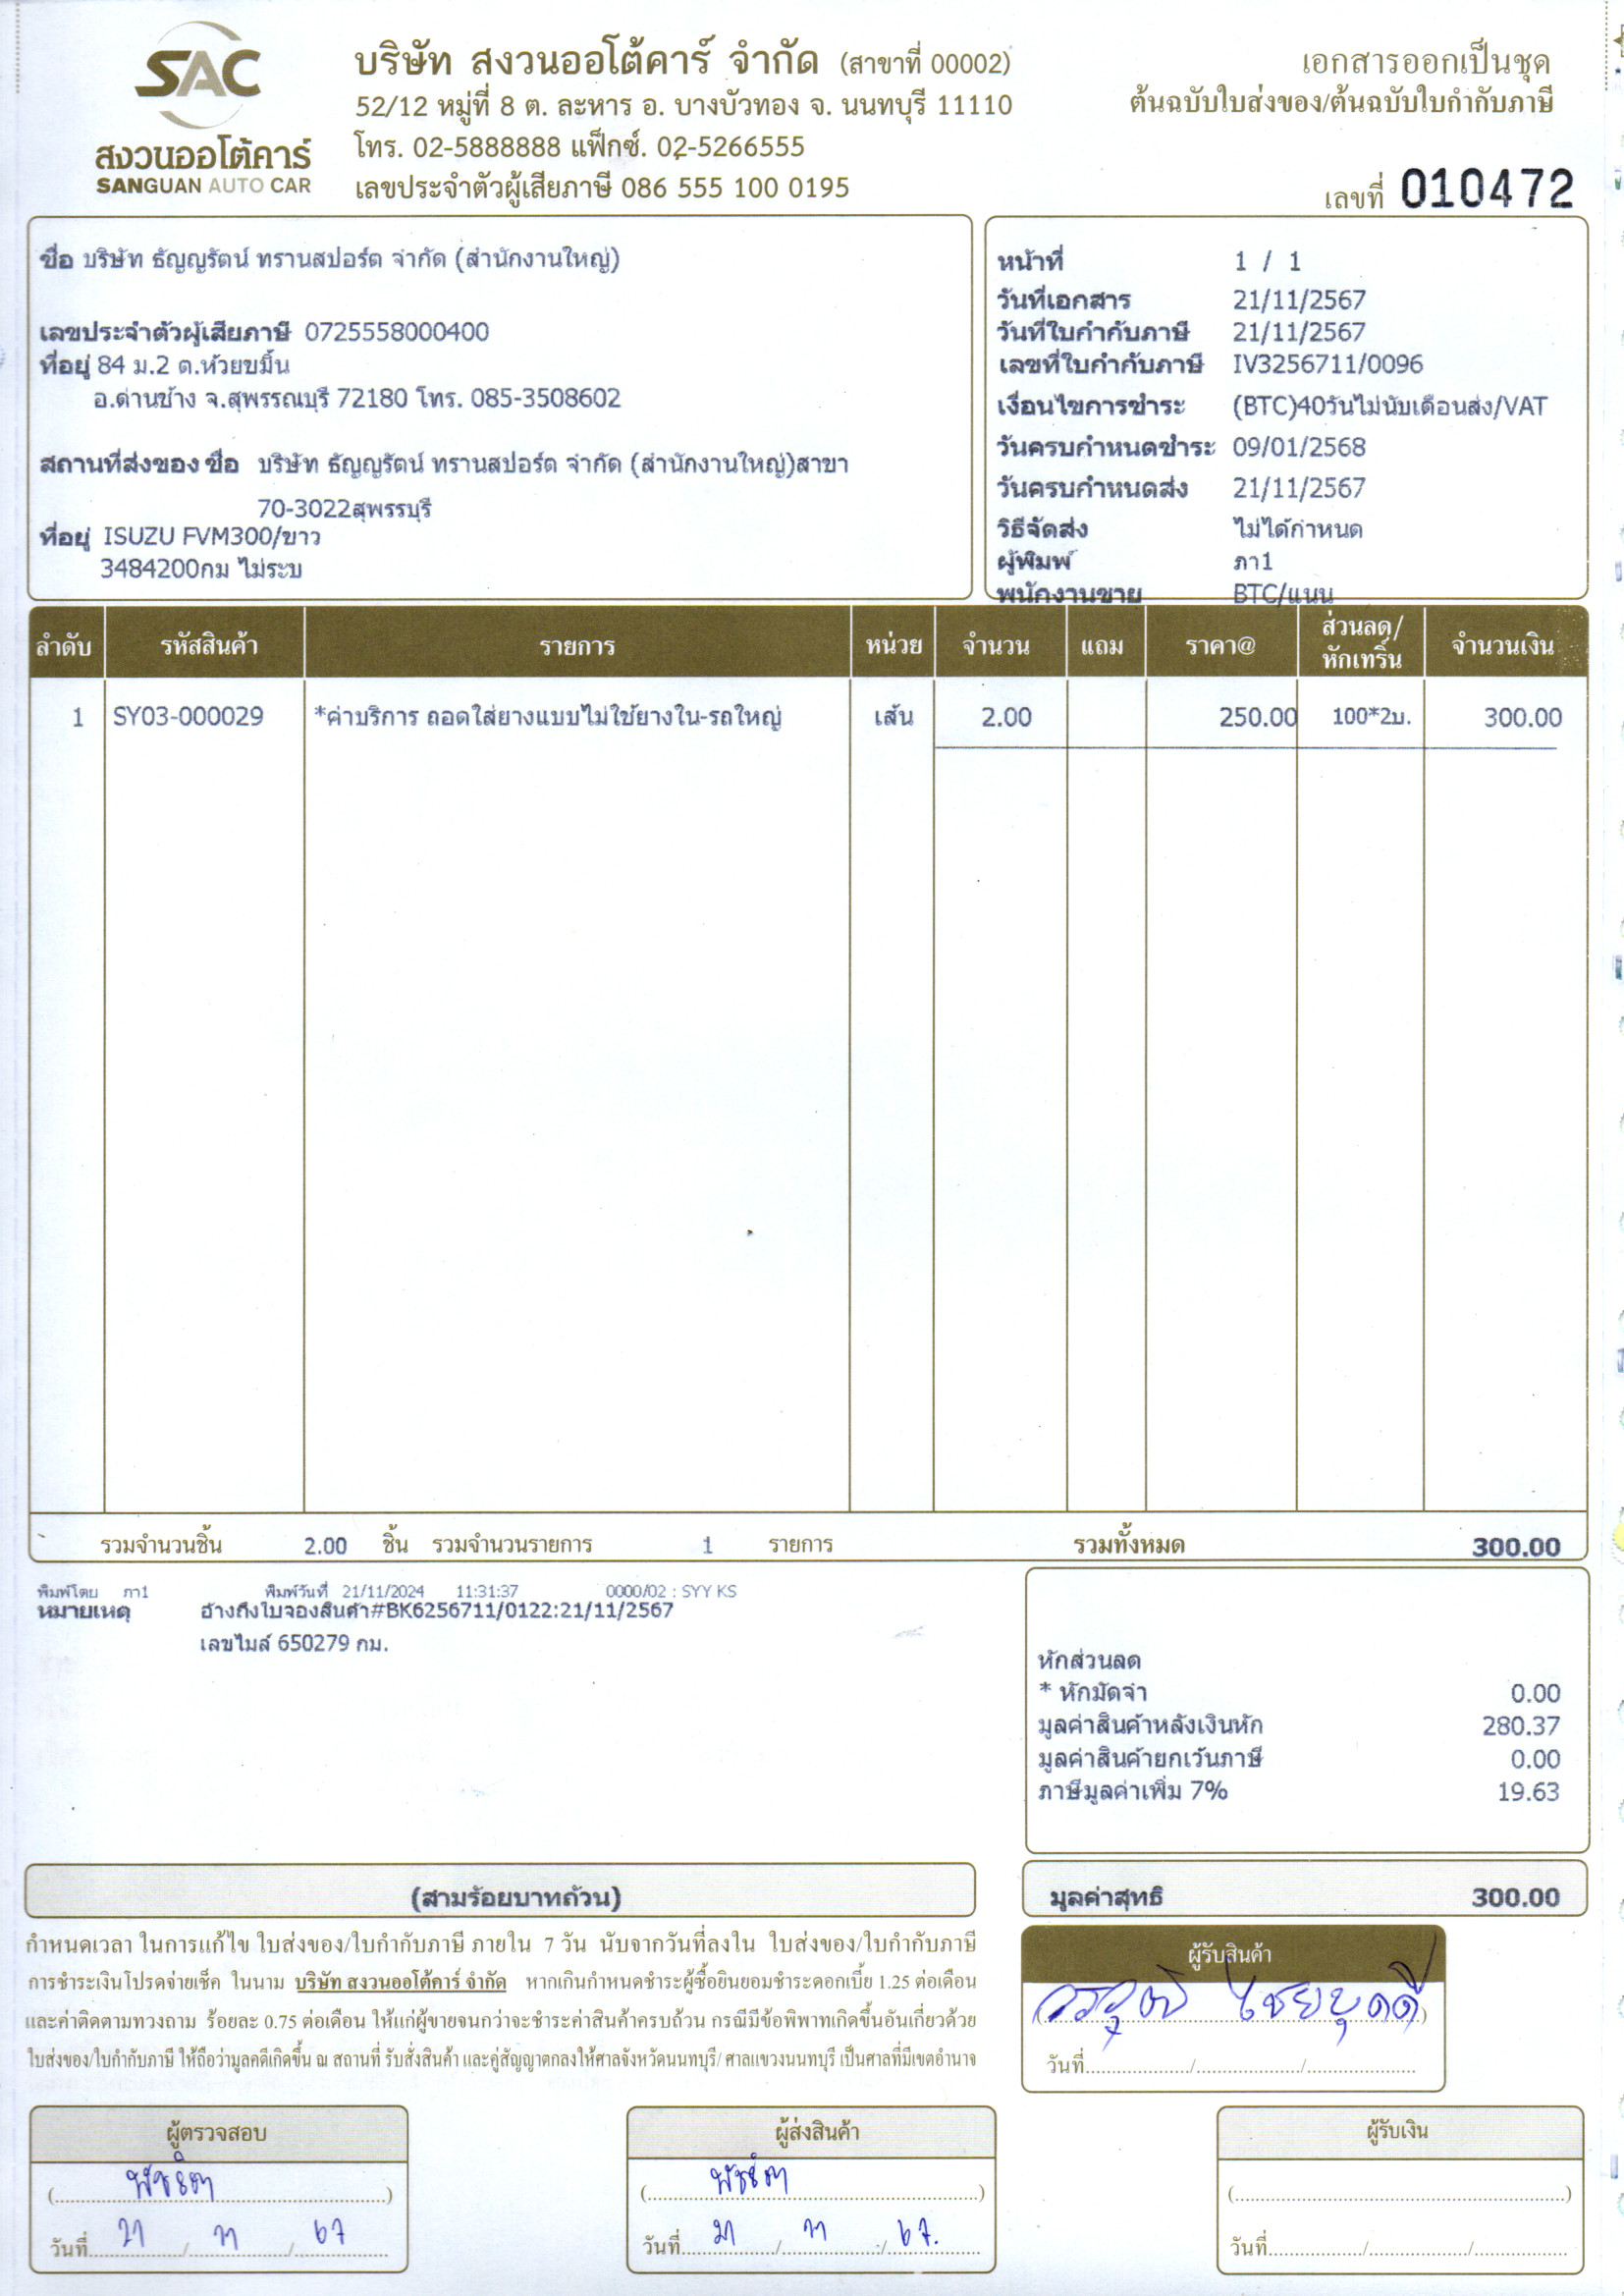 SAC
สงวนออโต้คาร์
SANGUAN AUTO CAR
บริษัท สงวนออโต้คาร์ จำกัด (สาขาที่ 00002)
52/12 หมู่ที่ 8 ต. ละหาร อ. บางบัวทอง จ. นนทบุรี 11110
โทร. 02-5888888 แฟ็กซ์. 02-5266555
เลขประจำตัวผู้เสียภาษี 086 555 100 0195
เอกสารออกเป็นชุด
ต้นฉบับใบส่งของ/ต้นฉบับใบกำกับภาษี
เลขที่ 010472
ชื่อ บริษัท ธัญญรัตน์ ทรานสปอร์ต จำกัด (สำนักงานใหญ่)
เลขประจำตัวผู้เสียภาษี 0725558000400
ที่อยู่ 84 ม.2 ต.ห้วยขมิ้น
อ.ด่านช้าง จ.สุพรรณบุรี 72180 โทร. 085-3508602
สถานที่ส่งของ ชื่อ บริษัท ธัญญรัตน์ ทรานสปอร์ต จำกัด (สำนักงานใหญ่)สาขา
70-3022สุพรรบุรี
ที่อยู่ ISUZU FVM300/ขาว
3484200กม ไม่ระบ
หน้าที่ 1 / 1
วันที่เอกสาร 21/11/2567
วันที่ใบกำกับภาษี 21/11/2567
เลขที่ใบกำกับภาษี IV3256711/0096
เงื่อนไขการชำระ (BTC)40วันไม่นับเดือนส่ง/VAT
วันครบกำหนดชำระ 09/01/2568
วันครบกำหนดส่ง 21/11/2567
วิธีจัดส่ง ไม่ได้กำหนด
ผู้พิมพ์ ภา1
พนักงานขาย BTC/แนน
ลำดับ รหัสสินค้า รายการ หน่วย จำนวน แถม ราคา@ ส่วนลด/หักเทริ์น จำนวนเงิน
1 SY03-000029 *ค่าบริการ ถอดใส่ยางแบบไม่ใช้ยางใน-รถใหญ่ เส้น 2.00 250.00 100*2บ. 300.00
รวมจำนวนชิ้น 2.00 ชิ้น รวมจำนวนรายการ 1 รายการ รวมทั้งหมด 300.00
พิมพ์โดย ภา1 พิมพ์วันที่ 21/11/2024 11:31:37 0000/02 : SYY KS
หมายเหตุ อ้างถึงใบจองสินค้า#BK6256711/0122:21/11/2567
เลขไมล์ 650279 กม.
หักส่วนลด
* หักมัดจำ 0.00
มูลค่าสินค้าหลังเงินหัก 280.37
มูลค่าสินค้ายกเว้นภาษี 0.00
ภาษีมูลค่าเพิ่ม 7% 19.63
(สามร้อยบาทถ้วน)
มูลค่าสุทธิ 300.00
กำหนดเวลา ในการแก้ไข ใบส่งของ/ใบกำกับภาษี ภายใน 7 วัน นับจากวันที่ลงใน ใบส่งของ/ใบกำกับภาษี
การชำระเงินโปรดจ่ายเช็ค ในนาม บริษัท สงวนออโต้คาร์ จำกัด หากเกินกำหนดชำระผู้ซื้อยินยอมชำระดอกเบี้ย 1.25 ต่อเดือน
และค่าติดตามทวงถาม ร้อยละ 0.75 ต่อเดือน ให้แก่ผู้ขายจนกว่าจะชำระค่าสินค้าครบถ้วน กรณีมีข้อพิพาทเกิดขึ้นอันเกี่ยวด้วย
ใบส่งของ/ใบกำกับภาษี ให้ถือว่ามูลคดีเกิดขึ้น ณ สถานที่ รับสั่งสินค้า และคู่สัญญาตกลงให้ศาลจังหวัดนนทบุรี/ ศาลแขวงนนทบุรี เป็นศาลที่มีเขตอำนาจ
ผู้รับสินค้า
วันที่
ผู้ตรวจสอบ
วันที่ 21 / 11 / 67
ผู้ส่งสินค้า
วันที่ 21 / 11 / 67.
ผู้รับเงิน
วันที่